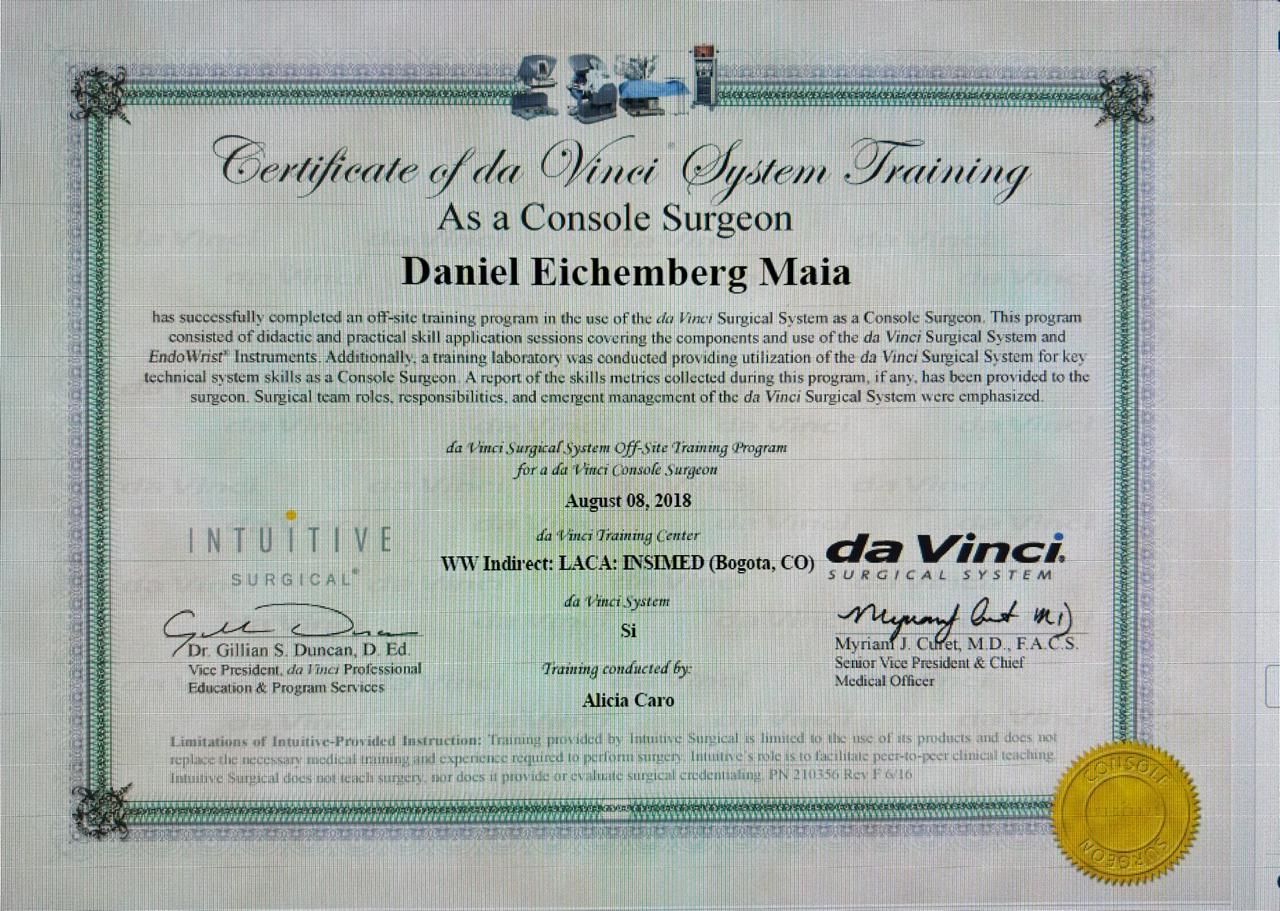 Certificate of da Vinci® System Training
As a Console Surgeon
Daniel Eichemberg Maia
has successfully completed an off-site training program in the use of the da Vinci Surgical System as a Console Surgeon. This program
consisted of didactic and practical skill application sessions covering the components and use of the da Vinci Surgical System and
EndoWrist® Instruments. Additionally, a training laboratory was conducted providing utilization of the da Vinci Surgical System for key
technical system skills as a Console Surgeon. A report of the skills metrics collected during this program, if any, has been provided to the
surgeon. Surgical team roles, responsibilities, and emergent management of the da Vinci Surgical System were emphasized.
da Vinci Surgical System Off-Site Training Program
for a da Vinci Console Surgeon
August 08, 2018
da Vinci Training Center
WW Indirect: LACA: INSIMED (Bogota, CO)
da Vinci System
Si
Training conducted by:
Alicia Caro
INTUITIVE
SURGICAL®
Dr. Gillian S. Duncan, D. Ed.
Vice President, da Vinci Professional
Education & Program Services
da Vinci.
SURGICAL SYSTEM
Myriam J. Curet, M.D., F.A.C.S.
Senior Vice President & Chief
Medical Officer
Limitations of Intuitive-Provided Instruction: Training provided by Intuitive Surgical is limited to the use of its products and does not
replace the necessary medical training and experience required to perform surgery. Intuitive's role is to facilitate peer-to-peer clinical teaching.
Intuitive Surgical does not teach surgery, nor does it provide or evaluate surgical credentialing. PN 210356 Rev F 6/16
CONSOLE
SURGEON